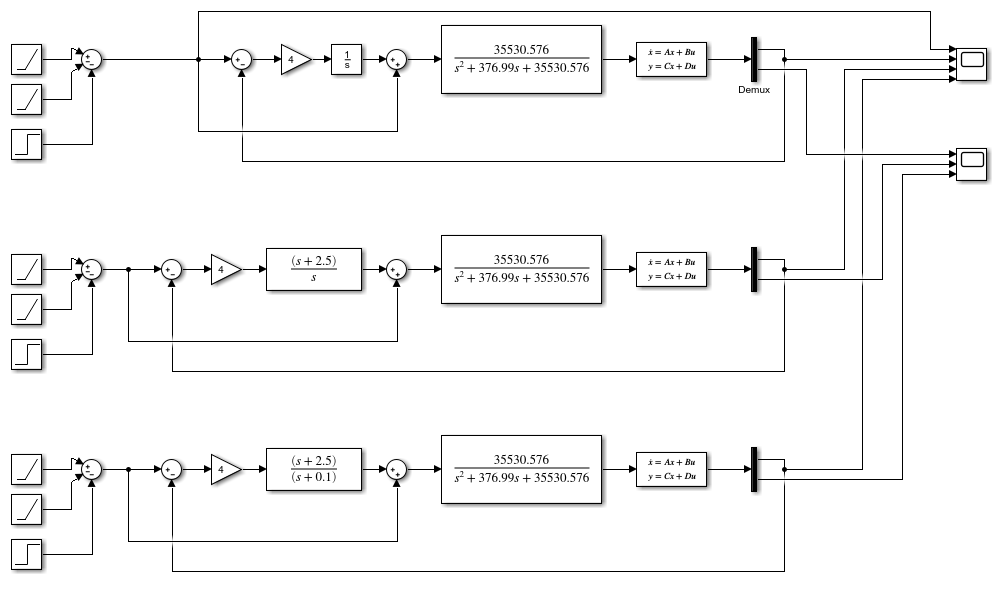 +
-
-
+
-
4
1
s
+
+
35530.576
s² + 376.99s + 35530.576
ẋ = Ax + Bu
y = Cx + Du
Demux
+
-
-
+
-
4
(s + 2.5)
s
+
+
35530.576
s² + 376.99s + 35530.576
ẋ = Ax + Bu
y = Cx + Du
+
-
-
+
-
4
(s + 2.5)
(s + 0.1)
+
+
35530.576
s² + 376.99s + 35530.576
ẋ = Ax + Bu
y = Cx + Du